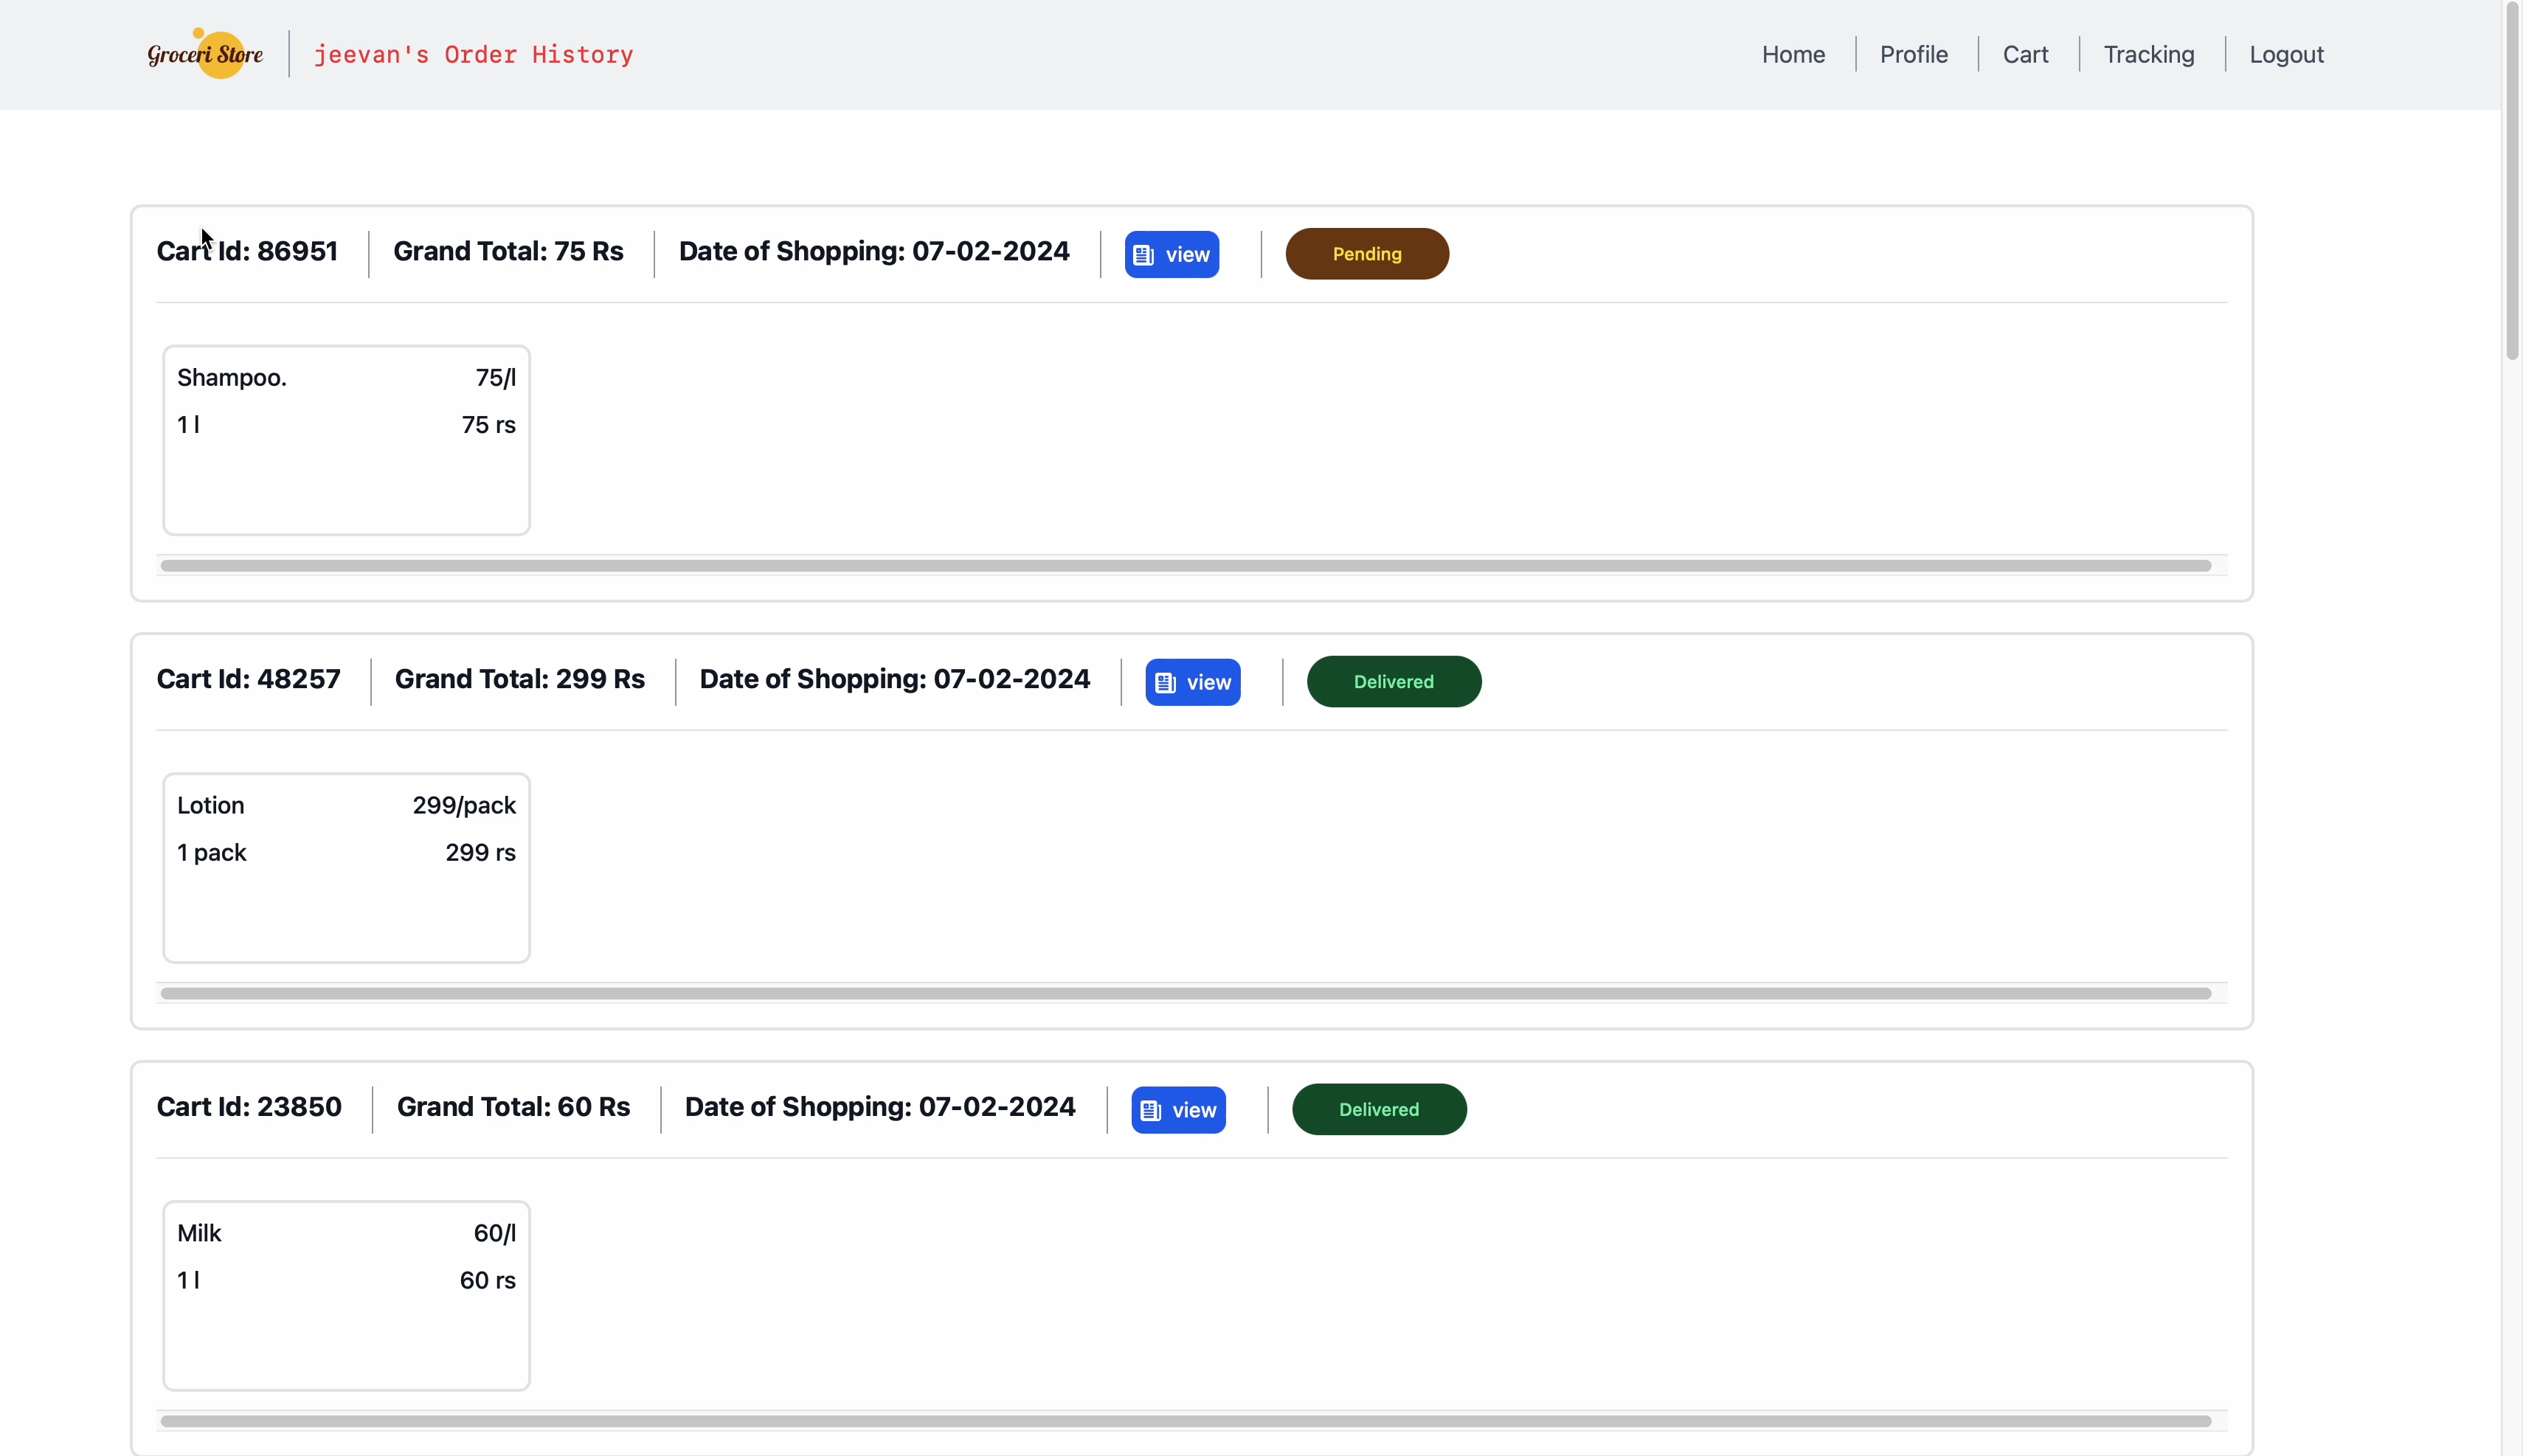 Groceri Store jeevan's Order History Home Profile Cart Tracking Logout
Cart Id: 86951 Grand Total: 75 Rs Date of Shopping: 07-02-2024 view Pending
Shampoo. 75/l
1 l 75 rs
Cart Id: 48257 Grand Total: 299 Rs Date of Shopping: 07-02-2024 view Delivered
Lotion 299/pack
1 pack 299 rs
Cart Id: 23850 Grand Total: 60 Rs Date of Shopping: 07-02-2024 view Delivered
Milk 60/l
1 l 60 rs